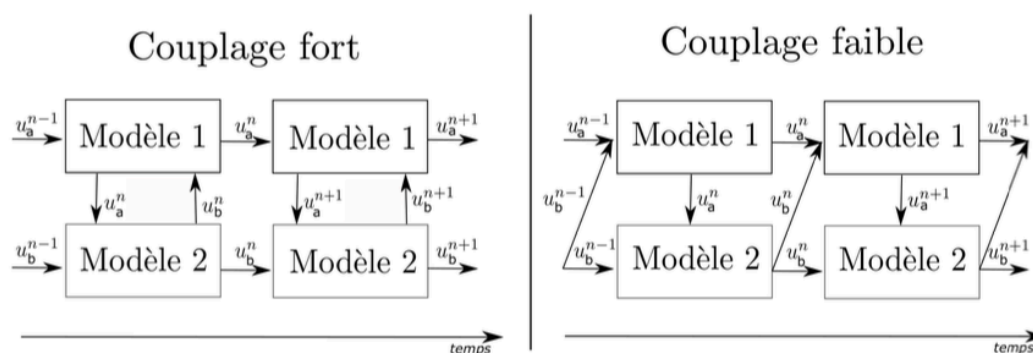 Couplage fort
u_a^{n-1} Modèle 1 u_a^n Modèle 1 u_a^{n+1}
u_a^n u_b^n u_a^{n+1} u_b^{n+1}
u_b^{n-1} Modèle 2 u_b^n Modèle 2 u_b^{n+1}
temps
Couplage faible
u_a^{n-1} Modèle 1 u_a^n Modèle 1 u_a^{n+1}
u_b^{n-1} u_a^n u_b^n u_a^{n+1}
u_b^{n-1} Modèle 2 u_b^n Modèle 2 u_b^{n+1}
temps